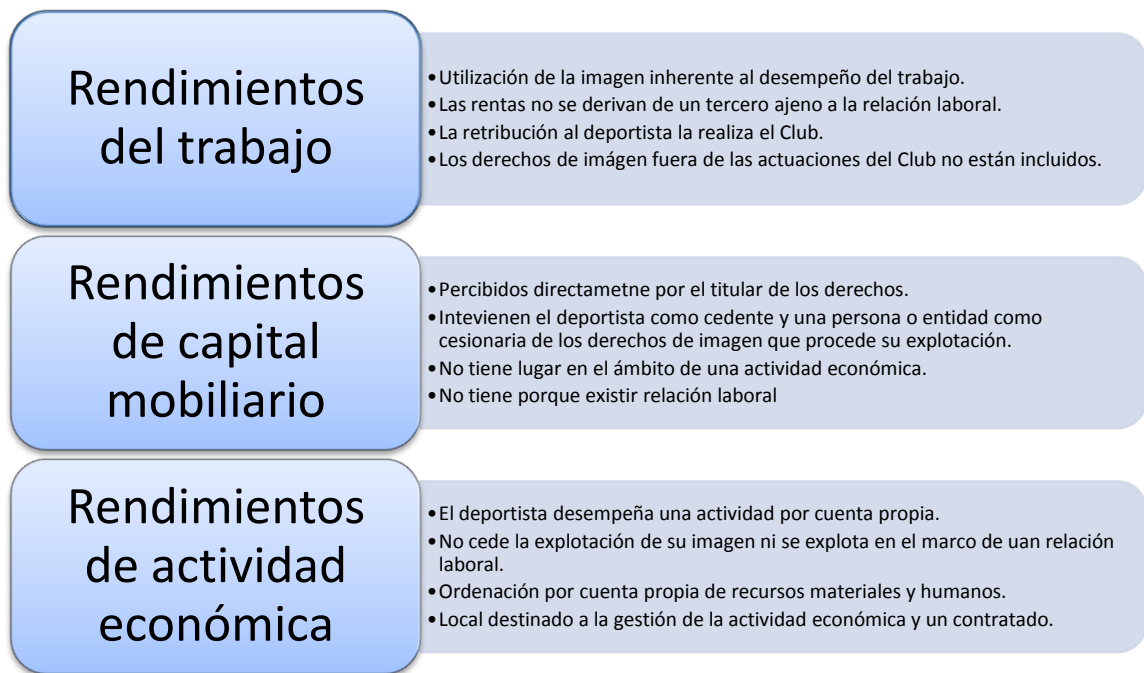 Rendimientos
del trabajo
•Utilización de la imagen inherente al desempeño del trabajo.
•Las rentas no se derivan de un tercero ajeno a la relación laboral.
•La retribución al deportista la realiza el Club.
•Los derechos de imágen fuera de las actuaciones del Club no están incluidos.
Rendimientos
de capital
mobiliario
•Percibidos directametne por el titular de los derechos.
•Intevienen el deportista como cedente y una persona o entidad como
cesionaria de los derechos de imagen que procede su explotación.
•No tiene lugar en el ámbito de una actividad económica.
•No tiene porque existir relación laboral
Rendimientos
de actividad
económica
•El deportista desempeña una actividad por cuenta propia.
•No cede la explotación de su imagen ni se explota en el marco de uan relación
laboral.
•Ordenación por cuenta propia de recursos materiales y humanos.
•Local destinado a la gestión de la actividad económica y un contratado.